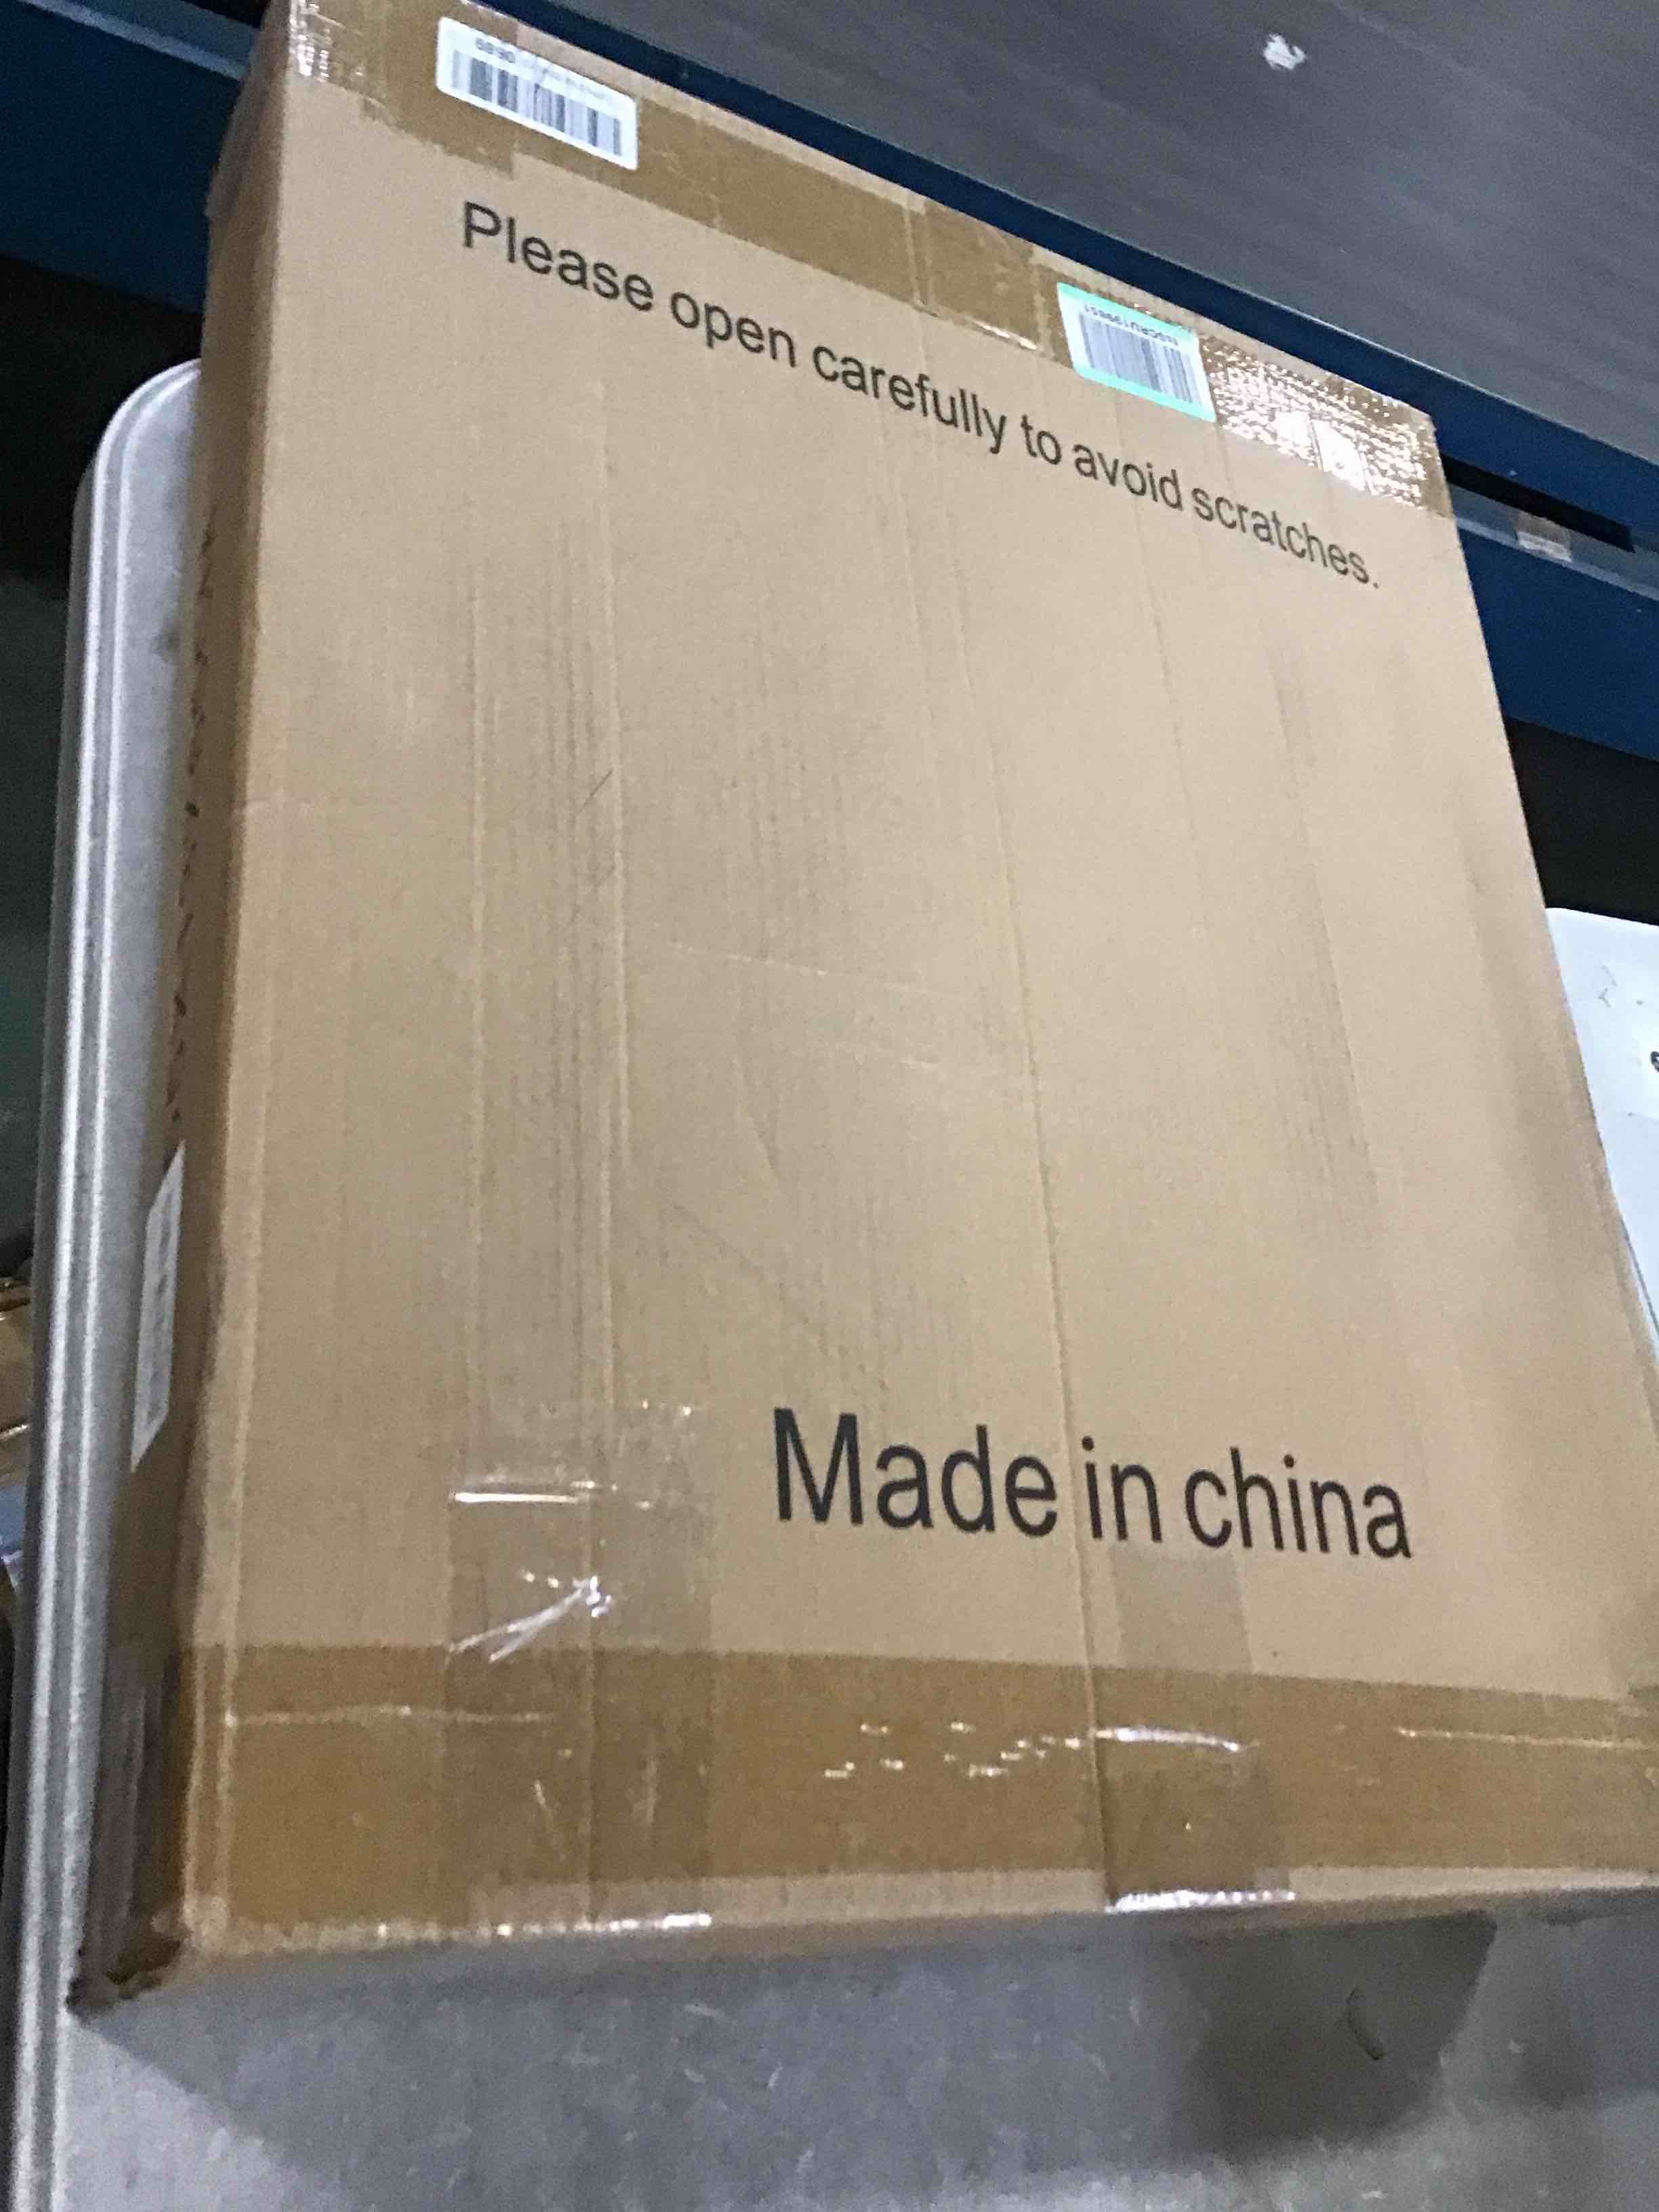 Please open carefully to avoid scratches.
Made in china